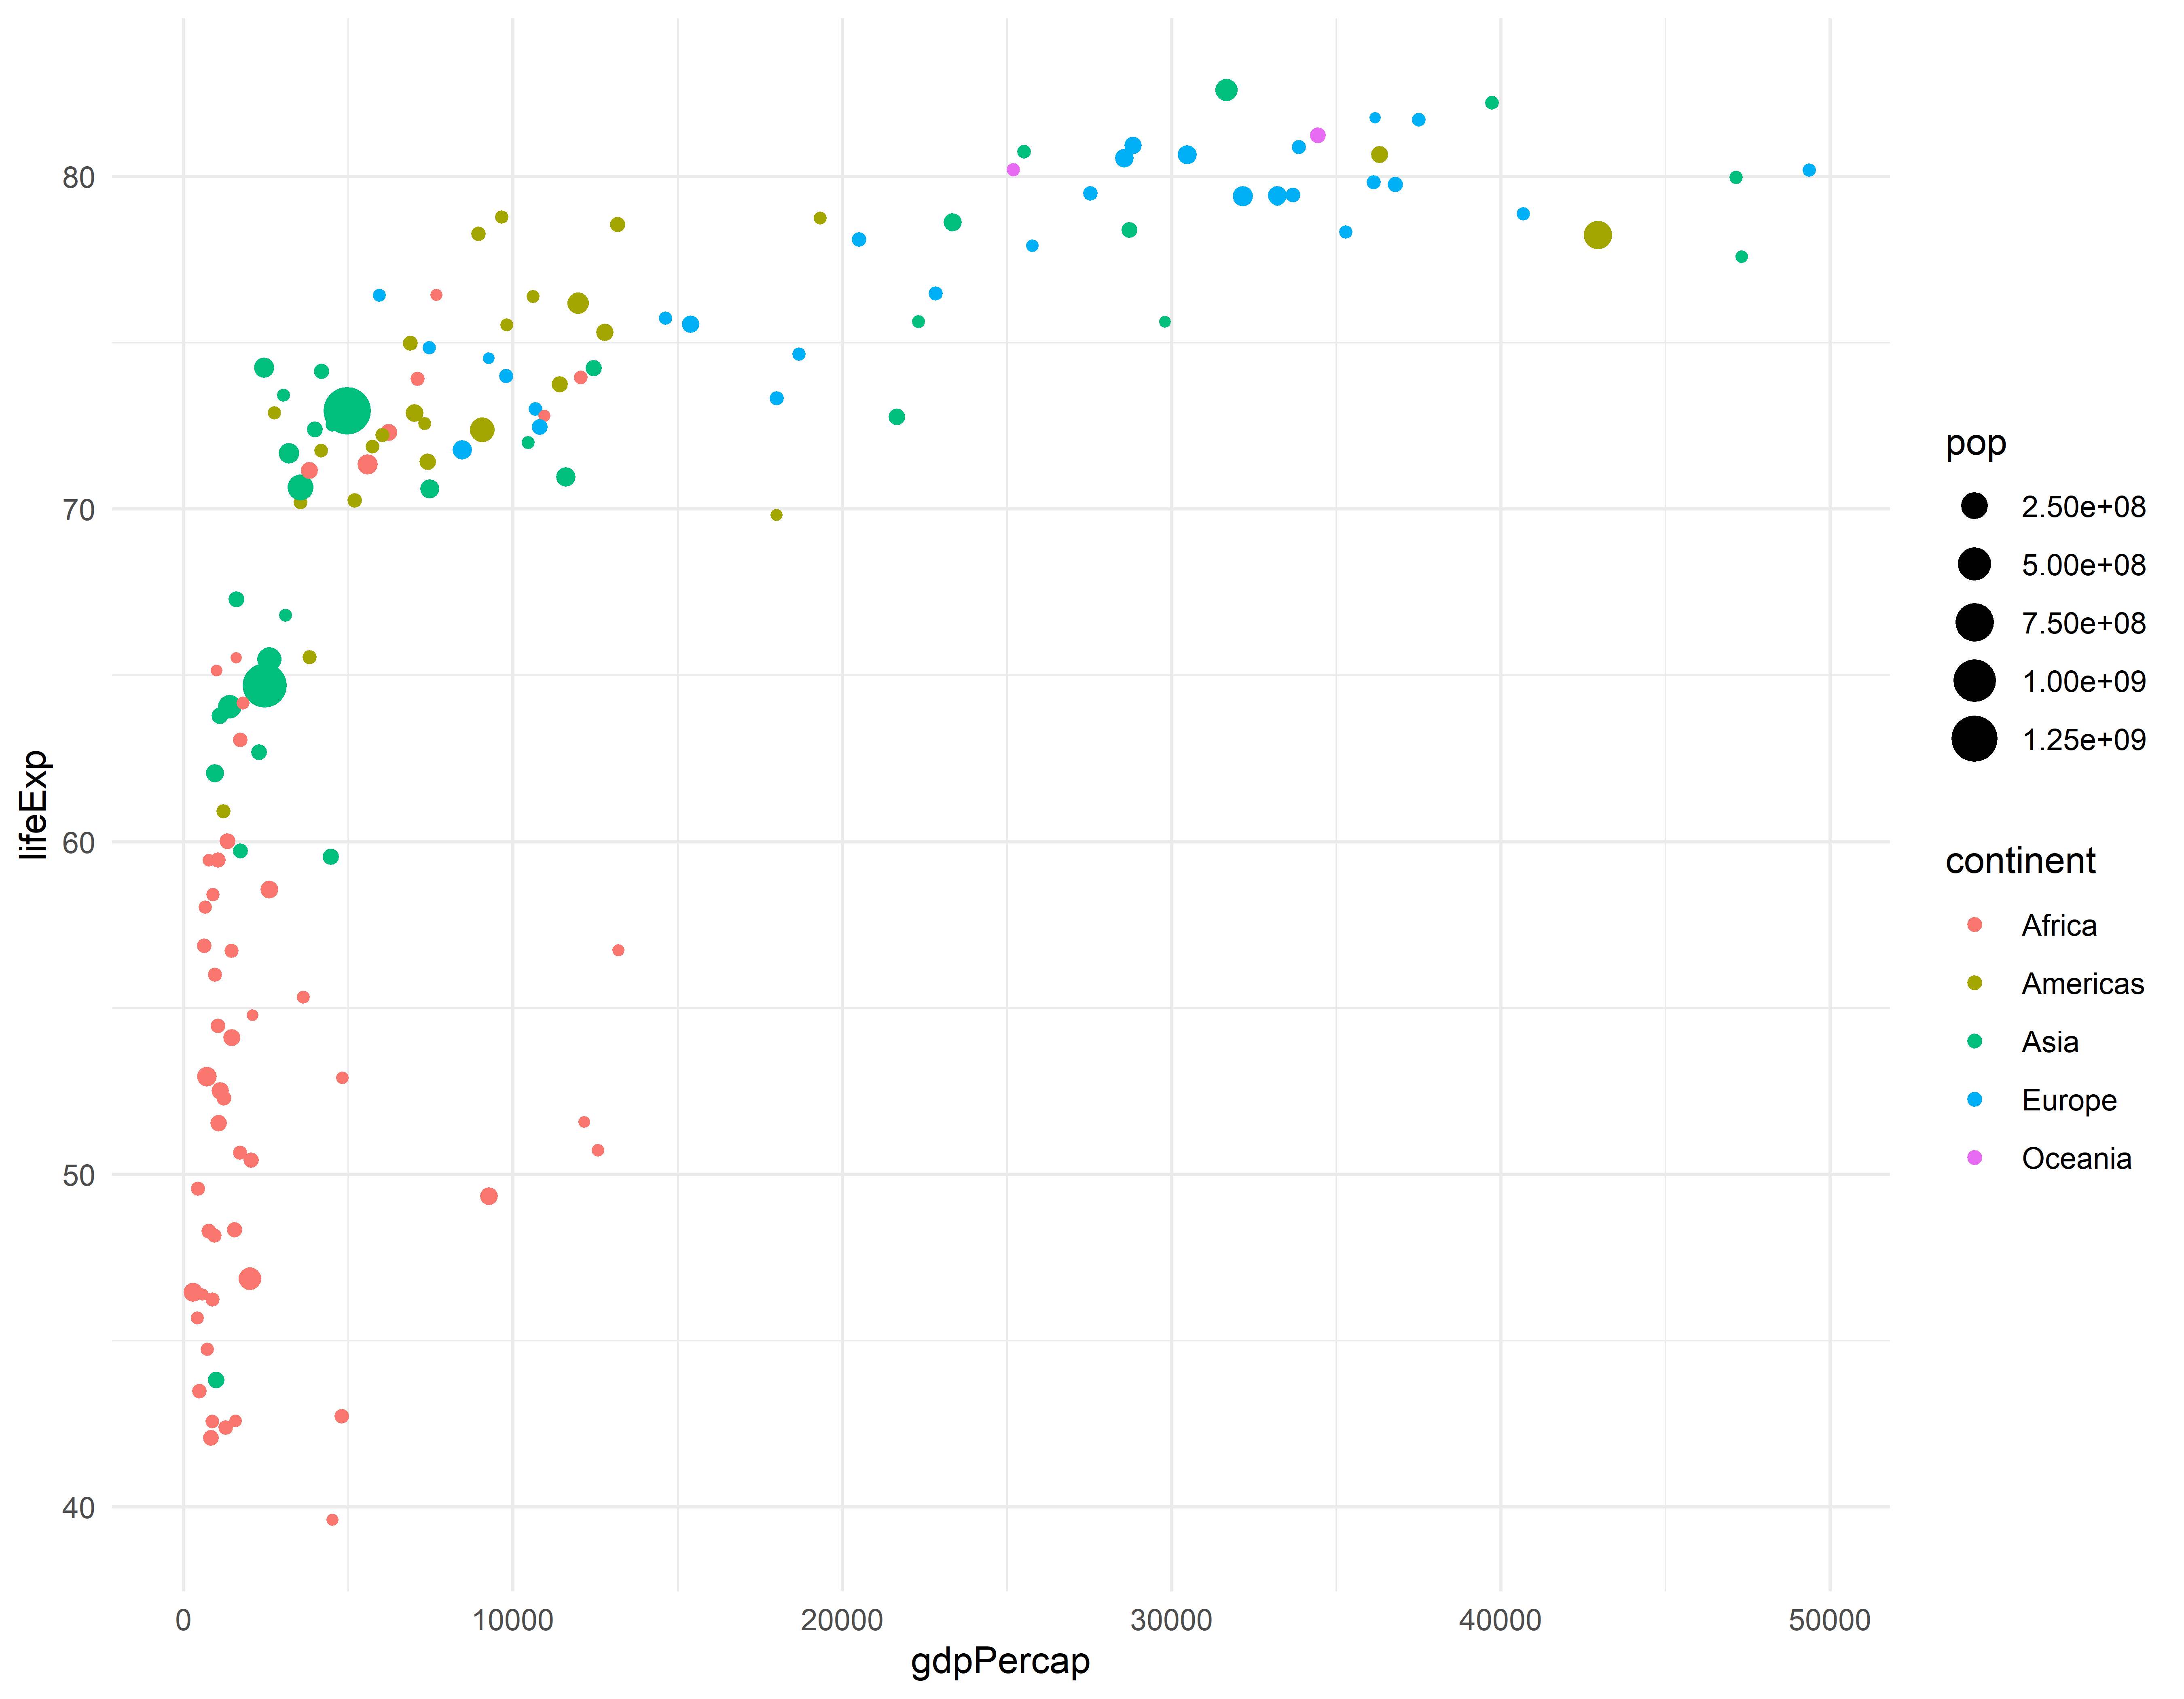 80
70
60
50
40
lifeExp
0 10000 20000 30000 40000 50000
gdpPercap
pop
2.50e+08
5.00e+08
7.50e+08
1.00e+09
1.25e+09
continent
Africa
Americas
Asia
Europe
Oceania